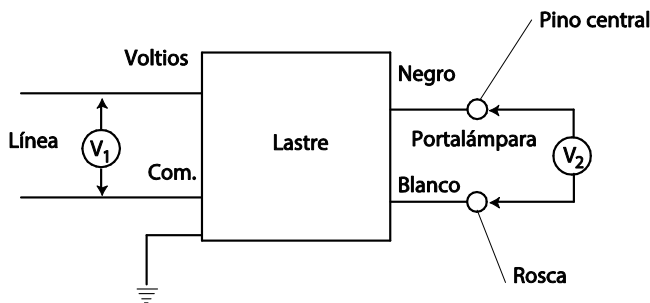 Pino central
Voltios
Negro
Línea
V1
Lastre
Portalámpara
V2
Com.
Blanco
Rosca